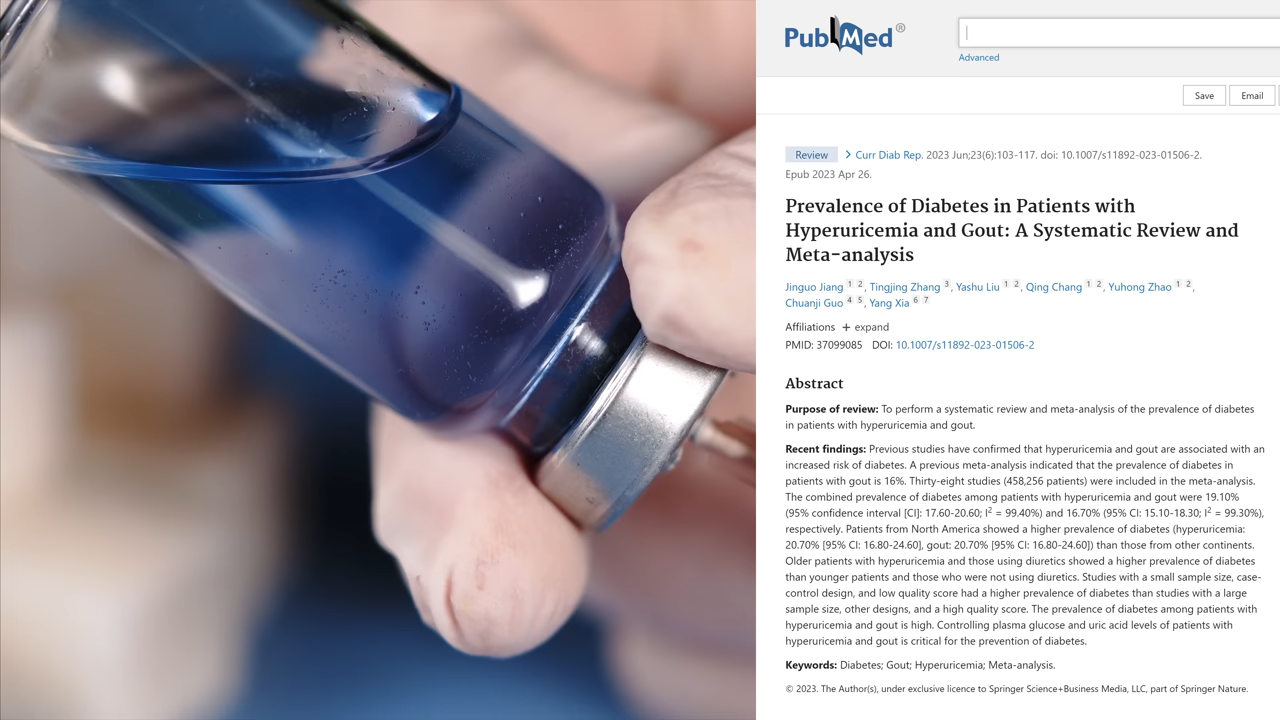 PubMed®
Advanced
Save Email
Review > Curr Diab Rep. 2023 Jun;23(6):103-117. doi: 10.1007/s11892-023-01506-2.
Epub 2023 Apr 26.
Prevalence of Diabetes in Patients with
Hyperuricemia and Gout: A Systematic Review and
Meta-analysis
Jinguo Jiang 1 2, Tingjing Zhang 3, Yashu Liu 1 2, Qing Chang 1 2, Yuhong Zhao 1 2,
Chuanji Guo 4 5, Yang Xia 6 7
Affiliations + expand
PMID: 37099085 DOI: 10.1007/s11892-023-01506-2
Abstract
Purpose of review: To perform a systematic review and meta-analysis of the prevalence of diabetes
in patients with hyperuricemia and gout.
Recent findings: Previous studies have confirmed that hyperuricemia and gout are associated with an
increased risk of diabetes. A previous meta-analysis indicated that the prevalence of diabetes in
patients with gout is 16%. Thirty-eight studies (458,256 patients) were included in the meta-analysis.
The combined prevalence of diabetes among patients with hyperuricemia and gout were 19.10%
(95% confidence interval [CI]: 17.60-20.60; I2 = 99.40%) and 16.70% (95% CI: 15.10-18.30; I2 = 99.30%),
respectively. Patients from North America showed a higher prevalence of diabetes (hyperuricemia:
20.70% [95% CI: 16.80-24.60], gout: 20.70% [95% CI: 16.80-24.60]) than those from other continents.
Older patients with hyperuricemia and those using diuretics showed a higher prevalence of diabetes
than younger patients and those who were not using diuretics. Studies with a small sample size, case-
control design, and low quality score had a higher prevalence of diabetes than studies with a large
sample size, other designs, and a high quality score. The prevalence of diabetes among patients with
hyperuricemia and gout is high. Controlling plasma glucose and uric acid levels of patients with
hyperuricemia and gout is critical for the prevention of diabetes.
Keywords: Diabetes; Gout; Hyperuricemia; Meta-analysis.
© 2023. The Author(s), under exclusive licence to Springer Science+Business Media, LLC, part of Springer Nature.